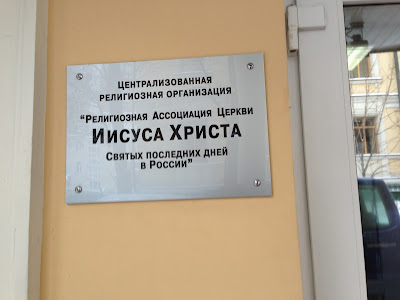 Централизованная
религиозная организация
"Религиозная Ассоциация Церкви
Иисуса Христа
Святых последних дней
в России"